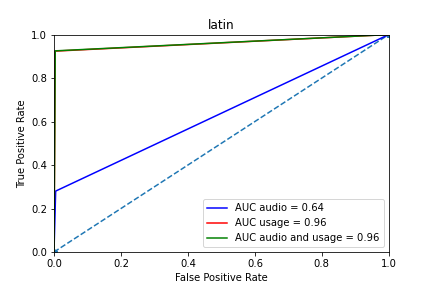 latin
True Positive Rate
1.0
0.8
0.6
0.4
0.2
0.0
AUC audio = 0.64
AUC usage = 0.96
AUC audio and usage = 0.96
0.0 0.2 0.4 0.6 0.8 1.0
False Positive Rate